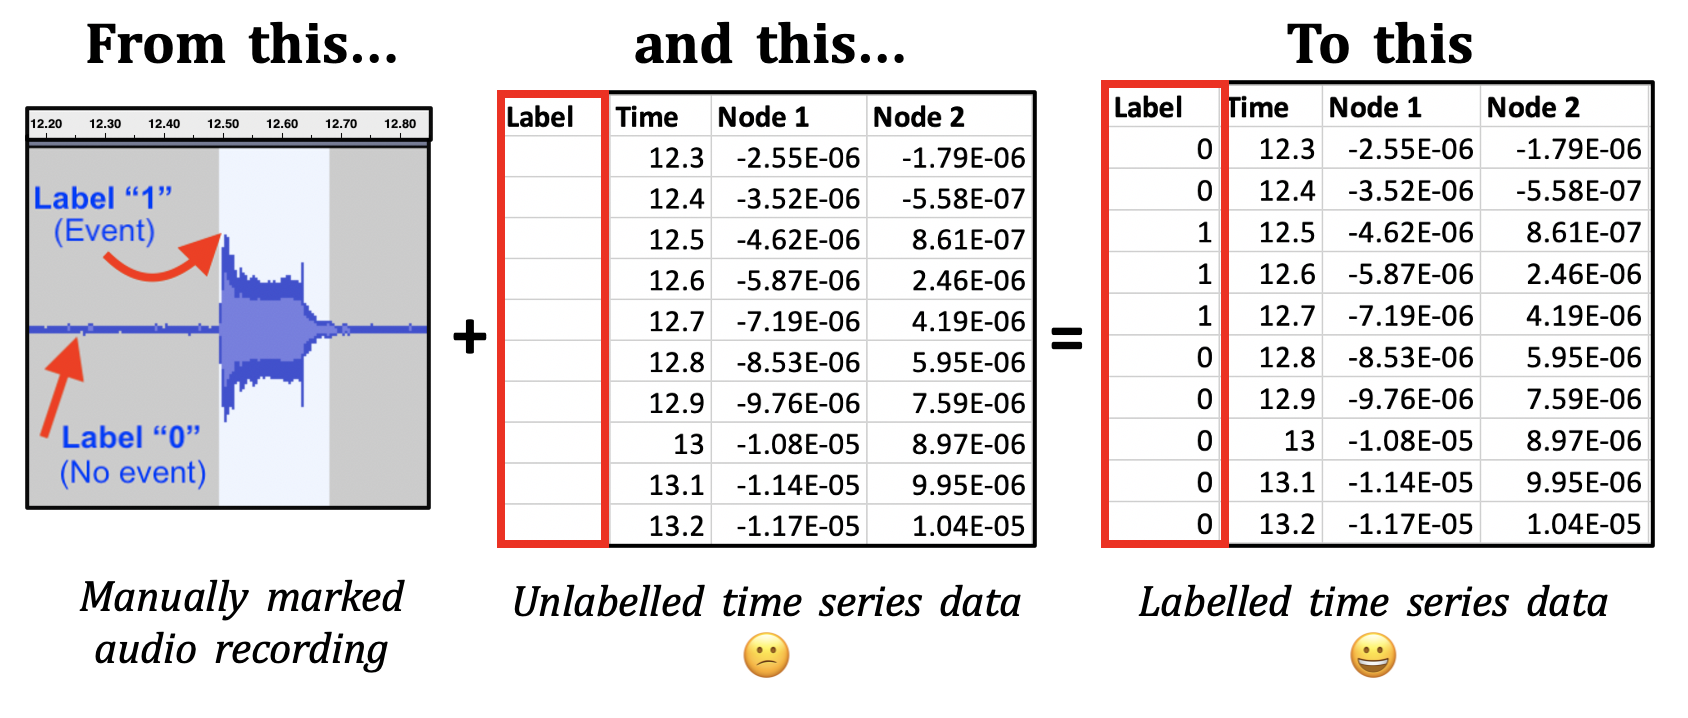 From this...
12.20 12.30 12.40 12.50 12.60 12.70 12.80
Label “1”
(Event)
Label “0”
(No event)
Manually marked
audio recording
+
and this...
Label Time Node 1 Node 2
12.3 -2.55E-06 -1.79E-06
12.4 -3.52E-06 -5.58E-07
12.5 -4.62E-06 8.61E-07
12.6 -5.87E-06 2.46E-06
12.7 -7.19E-06 4.19E-06
12.8 -8.53E-06 5.95E-06
12.9 -9.76E-06 7.59E-06
13 -1.08E-05 8.97E-06
13.1 -1.14E-05 9.95E-06
13.2 -1.17E-05 1.04E-05
Unlabelled time series data
=
To this
Label Time Node 1 Node 2
0 12.3 -2.55E-06 -1.79E-06
0 12.4 -3.52E-06 -5.58E-07
1 12.5 -4.62E-06 8.61E-07
1 12.6 -5.87E-06 2.46E-06
1 12.7 -7.19E-06 4.19E-06
0 12.8 -8.53E-06 5.95E-06
0 12.9 -9.76E-06 7.59E-06
0 13 -1.08E-05 8.97E-06
0 13.1 -1.14E-05 9.95E-06
0 13.2 -1.17E-05 1.04E-05
Labelled time series data